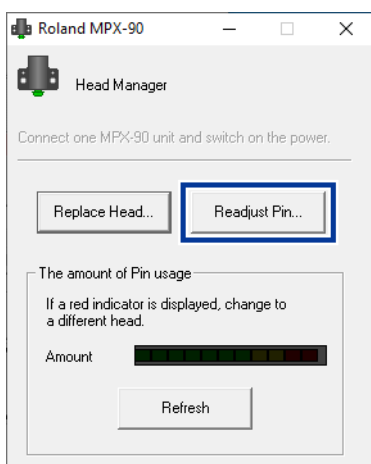 Roland MPX-90
Head Manager
Connect one MPX-90 unit and switch on the power.
Replace Head...
Readjust Pin...
The amount of Pin usage
If a red indicator is displayed, change to
a different head.
Amount
Refresh